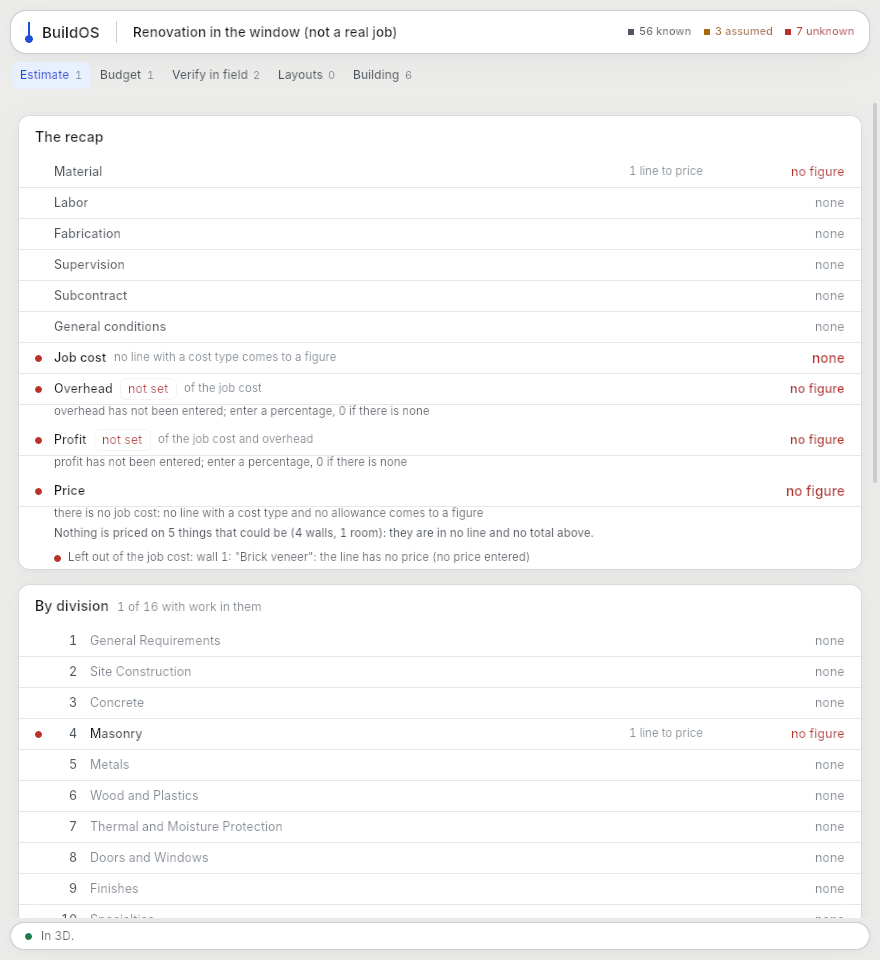 BuildOS Renovation in the window (not a real job) 56 known 3 assumed 7 unknown
Estimate 1 Budget 1 Verify in field 2 Layouts 0 Building 6
The recap
Material 1 line to price no figure
Labor none
Fabrication none
Supervision none
Subcontract none
General conditions none
Job cost no line with a cost type comes to a figure none
Overhead not set of the job cost no figure
overhead has not been entered; enter a percentage, 0 if there is none
Profit not set of the job cost and overhead no figure
profit has not been entered; enter a percentage, 0 if there is none
Price no figure
there is no job cost: no line with a cost type and no allowance comes to a figure
Nothing is priced on 5 things that could be (4 walls, 1 room): they are in no line and no total above.
Left out of the job cost: wall 1: "Brick veneer": the line has no price (no price entered)
By division 1 of 16 with work in them
1 General Requirements none
2 Site Construction none
3 Concrete none
4 Masonry 1 line to price no figure
5 Metals none
6 Wood and Plastics none
7 Thermal and Moisture Protection none
8 Doors and Windows none
9 Finishes none
10 Specialties none
In 3D.